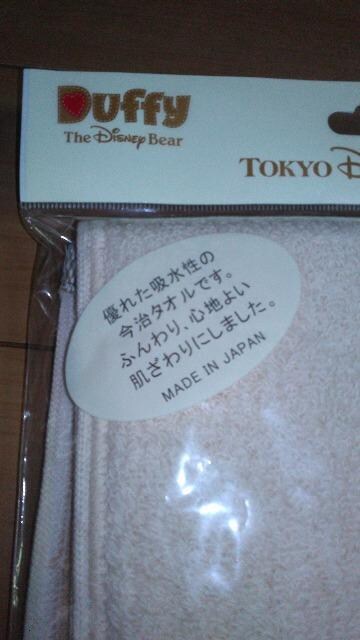 Duffy
The Disney Bear
TOKYO D
優れた吸水性の
今治タオルです。
ふんわり、心地よい
肌ざわりにしました。
MADE IN JAPAN